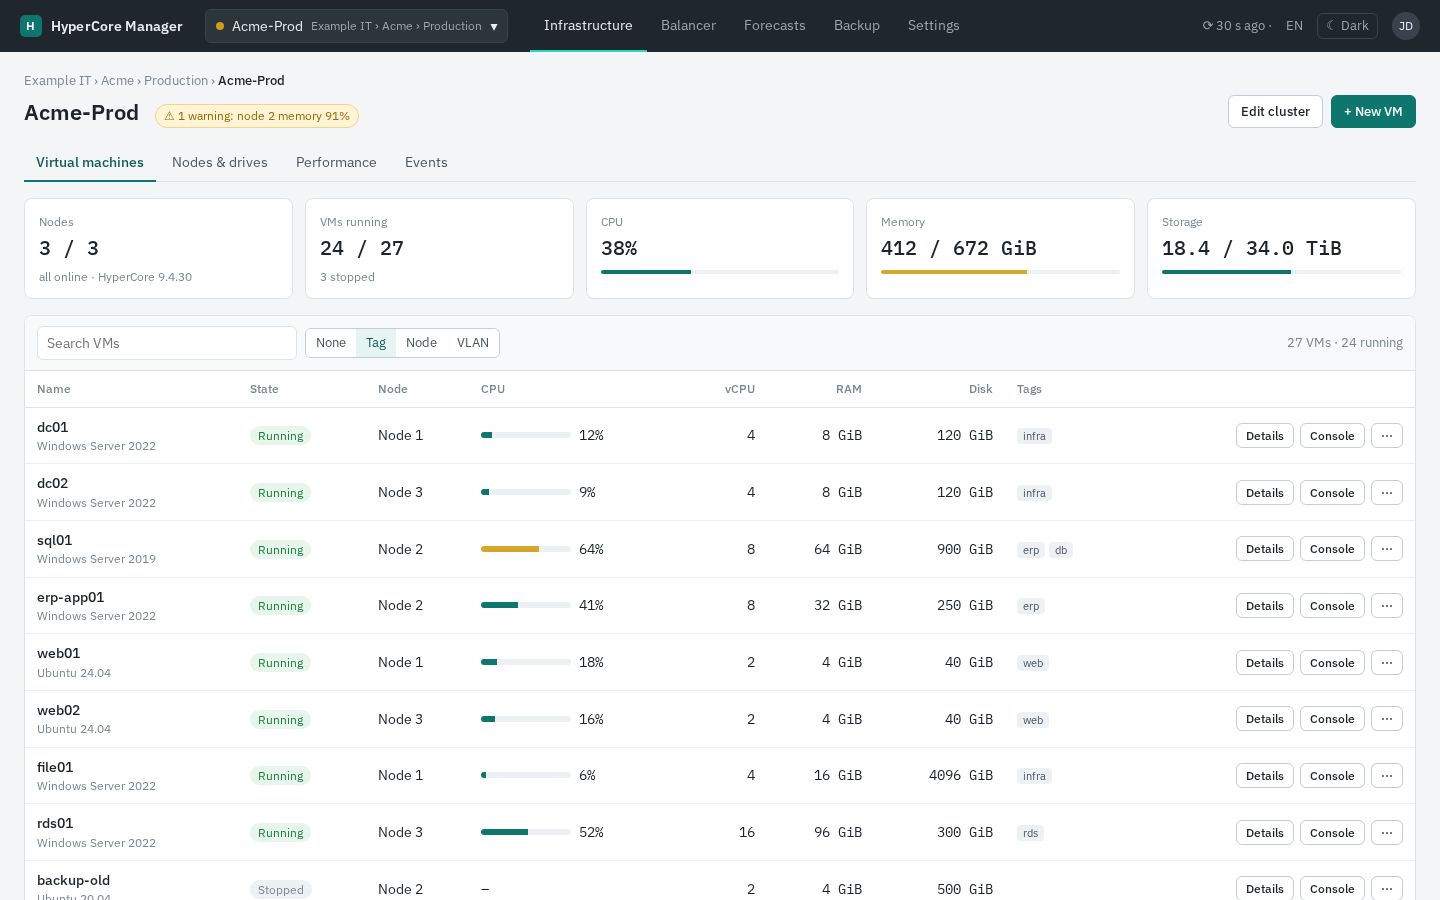 H HyperCore Manager Acme-Prod Example IT › Acme › Production ▾ Infrastructure Balancer Forecasts Backup Settings ⟳ 30 s ago · EN ☾ Dark JD
Example IT › Acme › Production › Acme-Prod
Acme-Prod ⚠ 1 warning: node 2 memory 91% Edit cluster + New VM
Virtual machines Nodes & drives Performance Events
Nodes VMs running CPU Memory Storage
3 / 3 24 / 27 38% 412 / 672 GiB 18.4 / 34.0 TiB
all online · HyperCore 9.4.30 3 stopped
Search VMs None Tag Node VLAN 27 VMs · 24 running
Name State Node CPU vCPU RAM Disk Tags
dc01
Windows Server 2022 Running Node 1 12% 4 8 GiB 120 GiB infra Details Console ···
dc02
Windows Server 2022 Running Node 3 9% 4 8 GiB 120 GiB infra Details Console ···
sql01
Windows Server 2019 Running Node 2 64% 8 64 GiB 900 GiB erp db Details Console ···
erp-app01
Windows Server 2022 Running Node 2 41% 8 32 GiB 250 GiB erp Details Console ···
web01
Ubuntu 24.04 Running Node 1 18% 2 4 GiB 40 GiB web Details Console ···
web02
Ubuntu 24.04 Running Node 3 16% 2 4 GiB 40 GiB web Details Console ···
file01
Windows Server 2022 Running Node 1 6% 4 16 GiB 4096 GiB infra Details Console ···
rds01
Windows Server 2022 Running Node 3 52% 16 96 GiB 300 GiB rds Details Console ···
backup-old
Ubuntu 20.04 Stopped Node 2 – 2 4 GiB 500 GiB Details Console ···